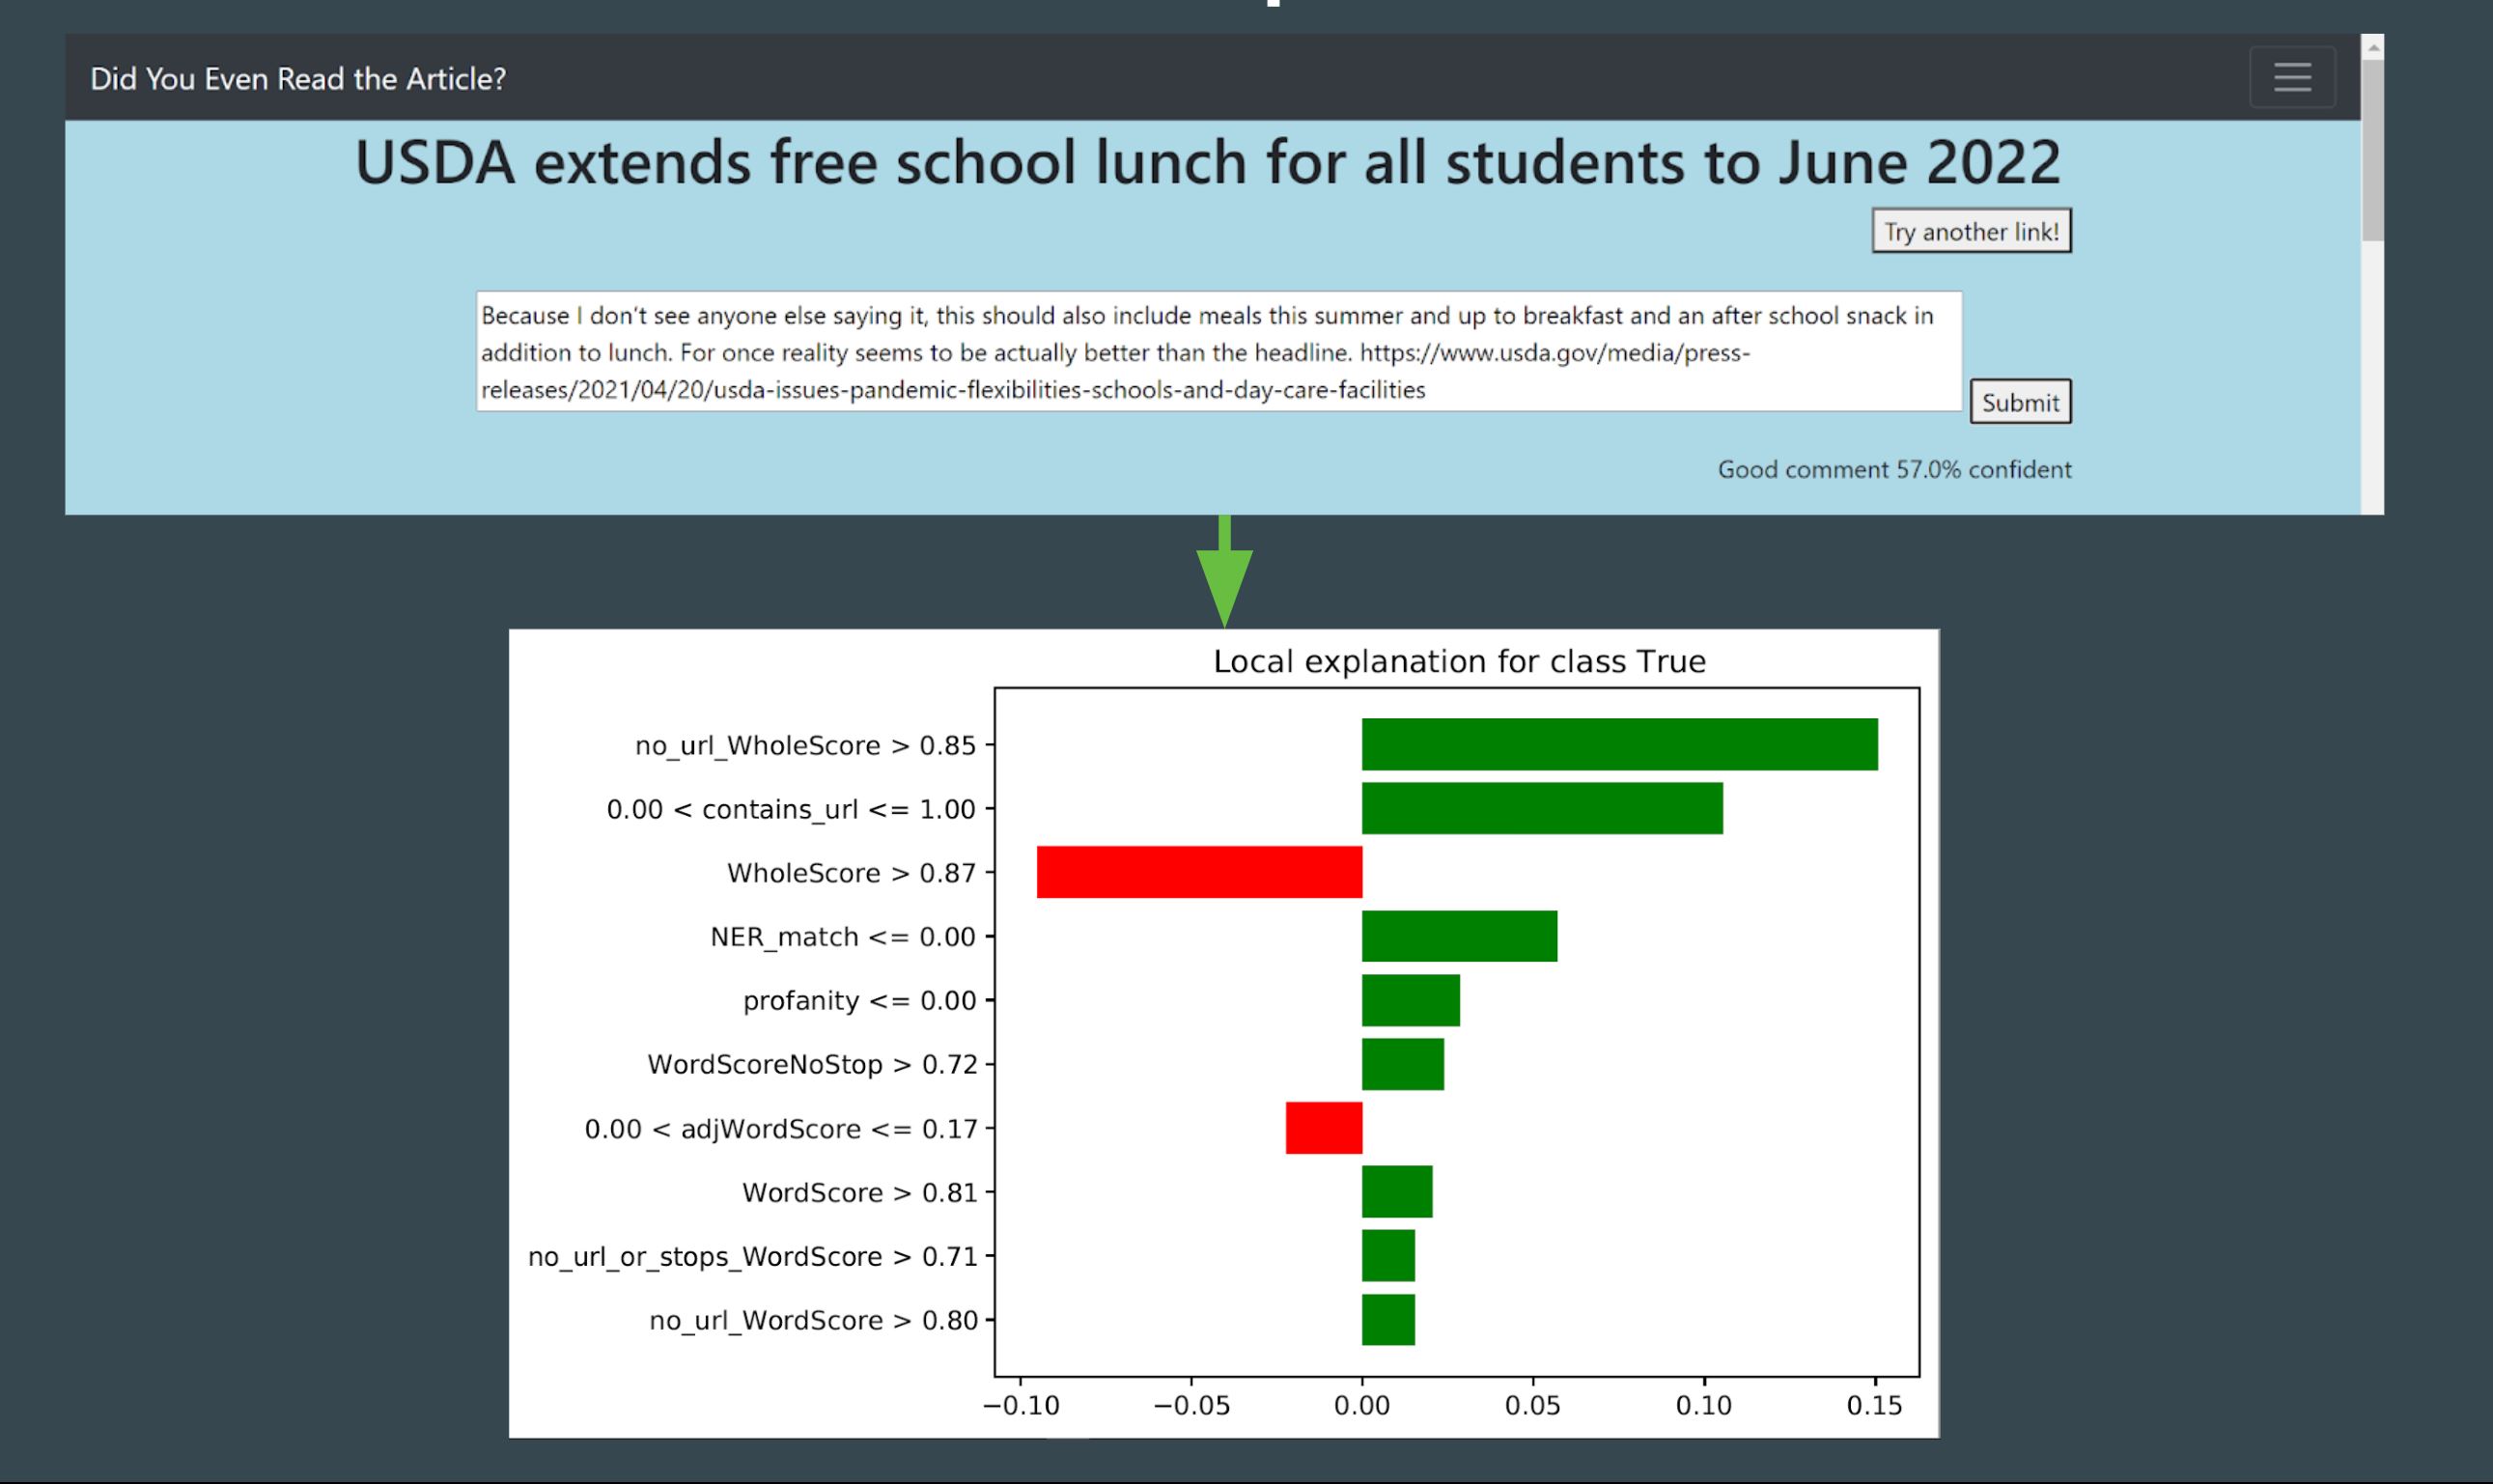 Did You Even Read the Article?
USDA extends free school lunch for all students to June 2022
Try another link!
Because I don't see anyone else saying it, this should also include meals this summer and up to breakfast and an after school snack in
addition to lunch. For once reality seems to be actually better than the headline. https://www.usda.gov/media/press-
releases/2021/04/20/usda-issues-pandemic-flexibilities-schools-and-day-care-facilities
Submit
Good comment 57.0% confident
Local explanation for class True
no_url_WholeScore > 0.85
0.00 < contains_url <= 1.00
WholeScore > 0.87
NER_match <= 0.00
profanity <= 0.00
WordScoreNoStop > 0.72
0.00 < adjWordScore <= 0.17
WordScore > 0.81
no_url_or_stops_WordScore > 0.71
no_url_WordScore > 0.80
−0.10 −0.05 0.00 0.05 0.10 0.15